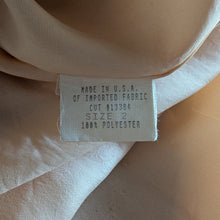 MADE IN U.S.A.
OF IMPORTED FABRIC
CUT #13384
SIZE 2
100% POLYESTER